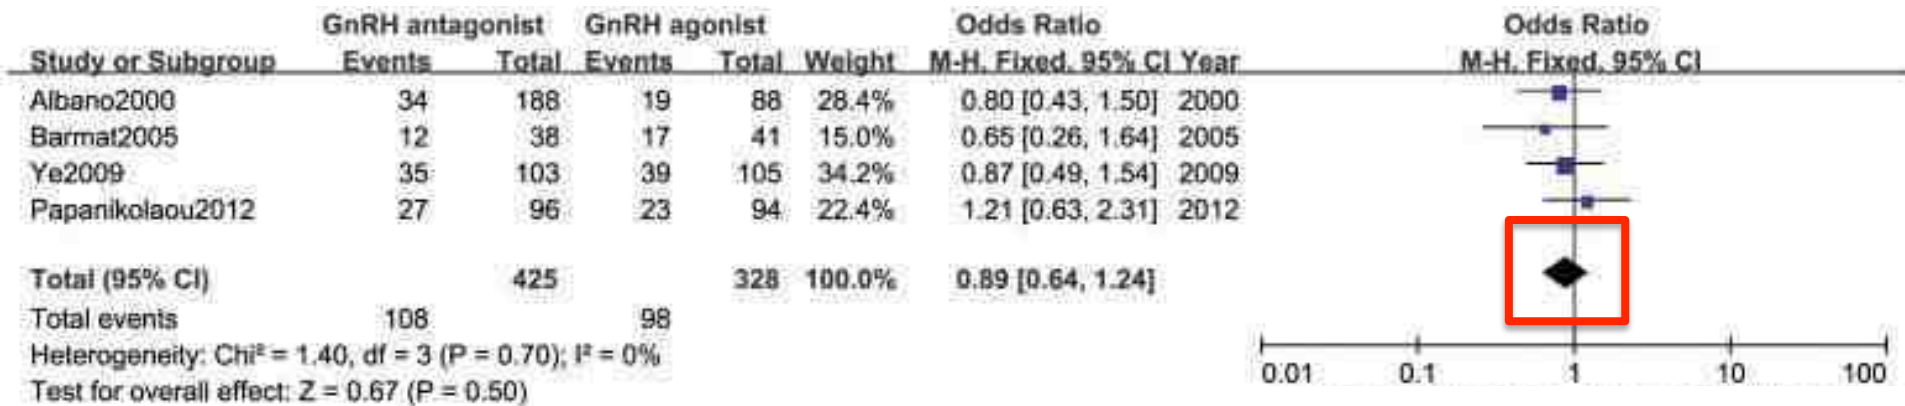 GnRH antagonist GnRH agonist Odds Ratio Odds Ratio
Study or Subgroup Events Total Events Total Weight M-H, Fixed, 95% CI Year M-H, Fixed, 95% CI
Albano2000 34 188 19 88 28.4% 0.80 [0.43, 1.50] 2000
Barmat2005 12 38 17 41 15.0% 0.65 [0.26, 1.64] 2005
Ye2009 35 103 39 105 34.2% 0.87 [0.49, 1.54] 2009
Papanikolaou2012 27 96 23 94 22.4% 1.21 [0.63, 2.31] 2012
Total (95% CI) 425 328 100.0% 0.89 [0.64, 1.24]
Total events 108 98
Heterogeneity: Chi² = 1.40, df = 3 (P = 0.70); I² = 0%
Test for overall effect: Z = 0.67 (P = 0.50)
0.01 0.1 1 10 100